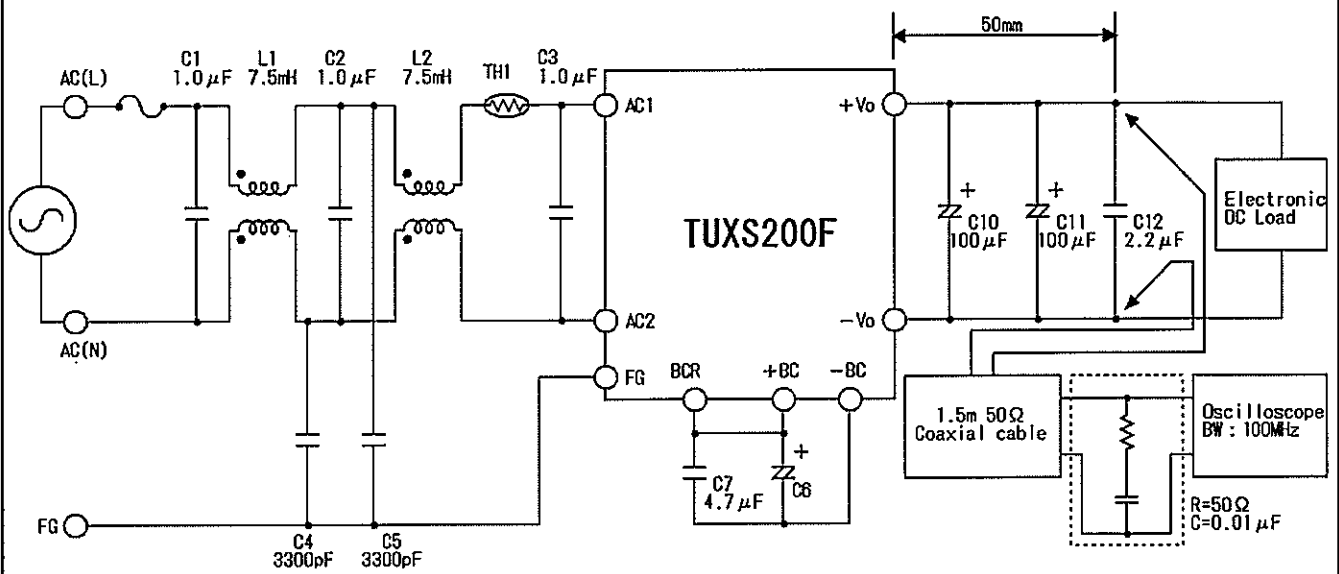 50mm
C1
1.0μF
L1
7.5mH
C2
1.0μF
L2
7.5mH
TH1
C3
1.0μF
AC(L)
AC1
+Vo
TUXS200F
+
C10
100μF
+
C11
100μF
C12
2.2μF
Electronic
DC Load
AC(N)
AC2
-Vo
FG
BCR
+BC
-BC
C7
4.7μF
+
C6
1.5m 50Ω
Coaxial cable
Oscilloscope
BW : 100MHz
R=50Ω
C=0.01μF
FG
C4
3300pF
C5
3300pF